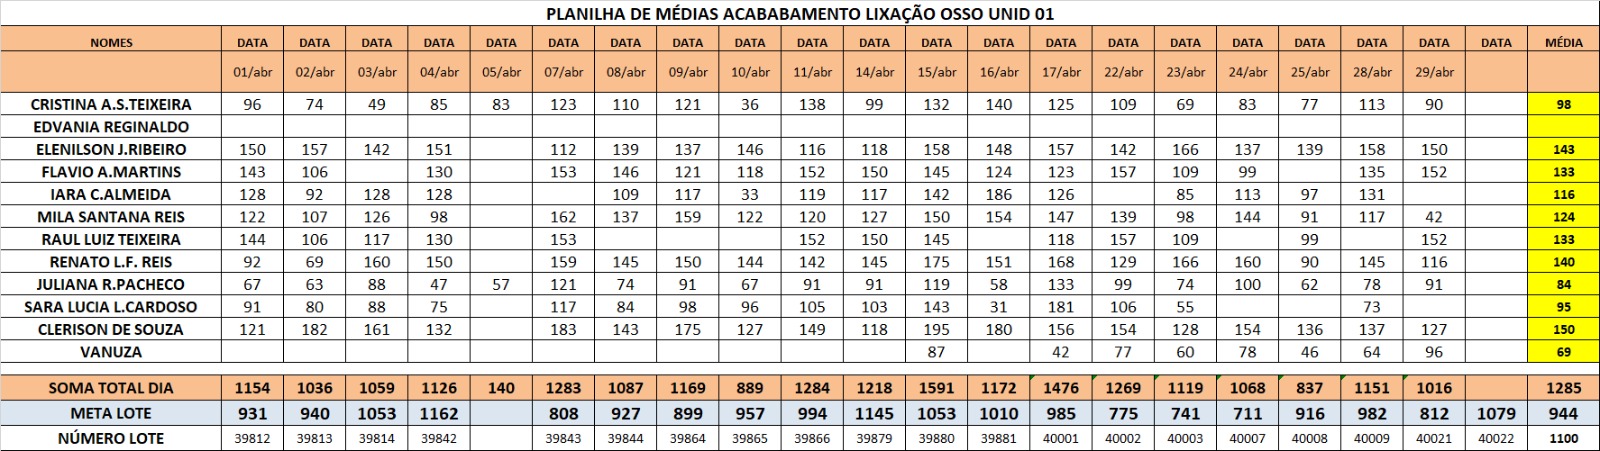 PLANILHA DE MÉDIAS ACABABAMENTO LIXAÇÃO OSSO UNID 01
NOMES DATA DATA DATA DATA DATA DATA DATA DATA DATA DATA DATA DATA DATA DATA DATA DATA DATA DATA DATA DATA DATA MÉDIA
01/abr 02/abr 03/abr 04/abr 05/abr 07/abr 08/abr 09/abr 10/abr 11/abr 14/abr 15/abr 16/abr 17/abr 22/abr 23/abr 24/abr 25/abr 28/abr 29/abr
CRISTINA A.S.TEIXEIRA 96 74 49 85 83 123 110 121 36 138 99 132 140 125 109 69 83 77 113 90 98
EDVANIA REGINALDO
ELENILSON J.RIBEIRO 150 157 142 151 112 139 137 146 116 118 158 148 157 142 166 137 139 158 150 143
FLAVIO A.MARTINS 143 106 130 153 146 121 118 152 150 145 124 123 157 109 99 135 152 133
IARA C.ALMEIDA 128 92 128 128 109 117 33 119 117 142 186 126 85 113 97 131 116
MILA SANTANA REIS 122 107 126 98 162 137 159 122 120 127 150 154 147 139 98 144 91 117 42 124
RAUL LUIZ TEIXEIRA 144 106 117 130 153 152 150 145 118 157 109 99 152 133
RENATO L.F. REIS 92 69 160 150 159 145 150 144 142 145 175 151 168 129 166 160 90 145 116 140
JULIANA R.PACHECO 67 63 88 47 57 121 74 91 67 91 91 119 58 133 99 74 100 62 78 91 84
SARA LUCIA L.CARDOSO 91 80 88 75 117 84 98 96 105 103 143 31 181 106 55 73 95
CLERISON DE SOUZA 121 182 161 132 183 143 175 127 149 118 195 180 156 154 128 154 136 137 127 150
VANUZA 87 42 77 60 78 46 64 96 69
SOMA TOTAL DIA 1154 1036 1059 1126 140 1283 1087 1169 889 1284 1218 1591 1172 1476 1269 1119 1068 837 1151 1016 1285
META LOTE 931 940 1053 1162 808 927 899 957 994 1145 1053 1010 985 775 741 711 916 982 812 1079 944
NÚMERO LOTE 39812 39813 39814 39842 39843 39844 39864 39865 39866 39879 39880 39881 40001 40002 40003 40007 40008 40009 40021 40022 1100